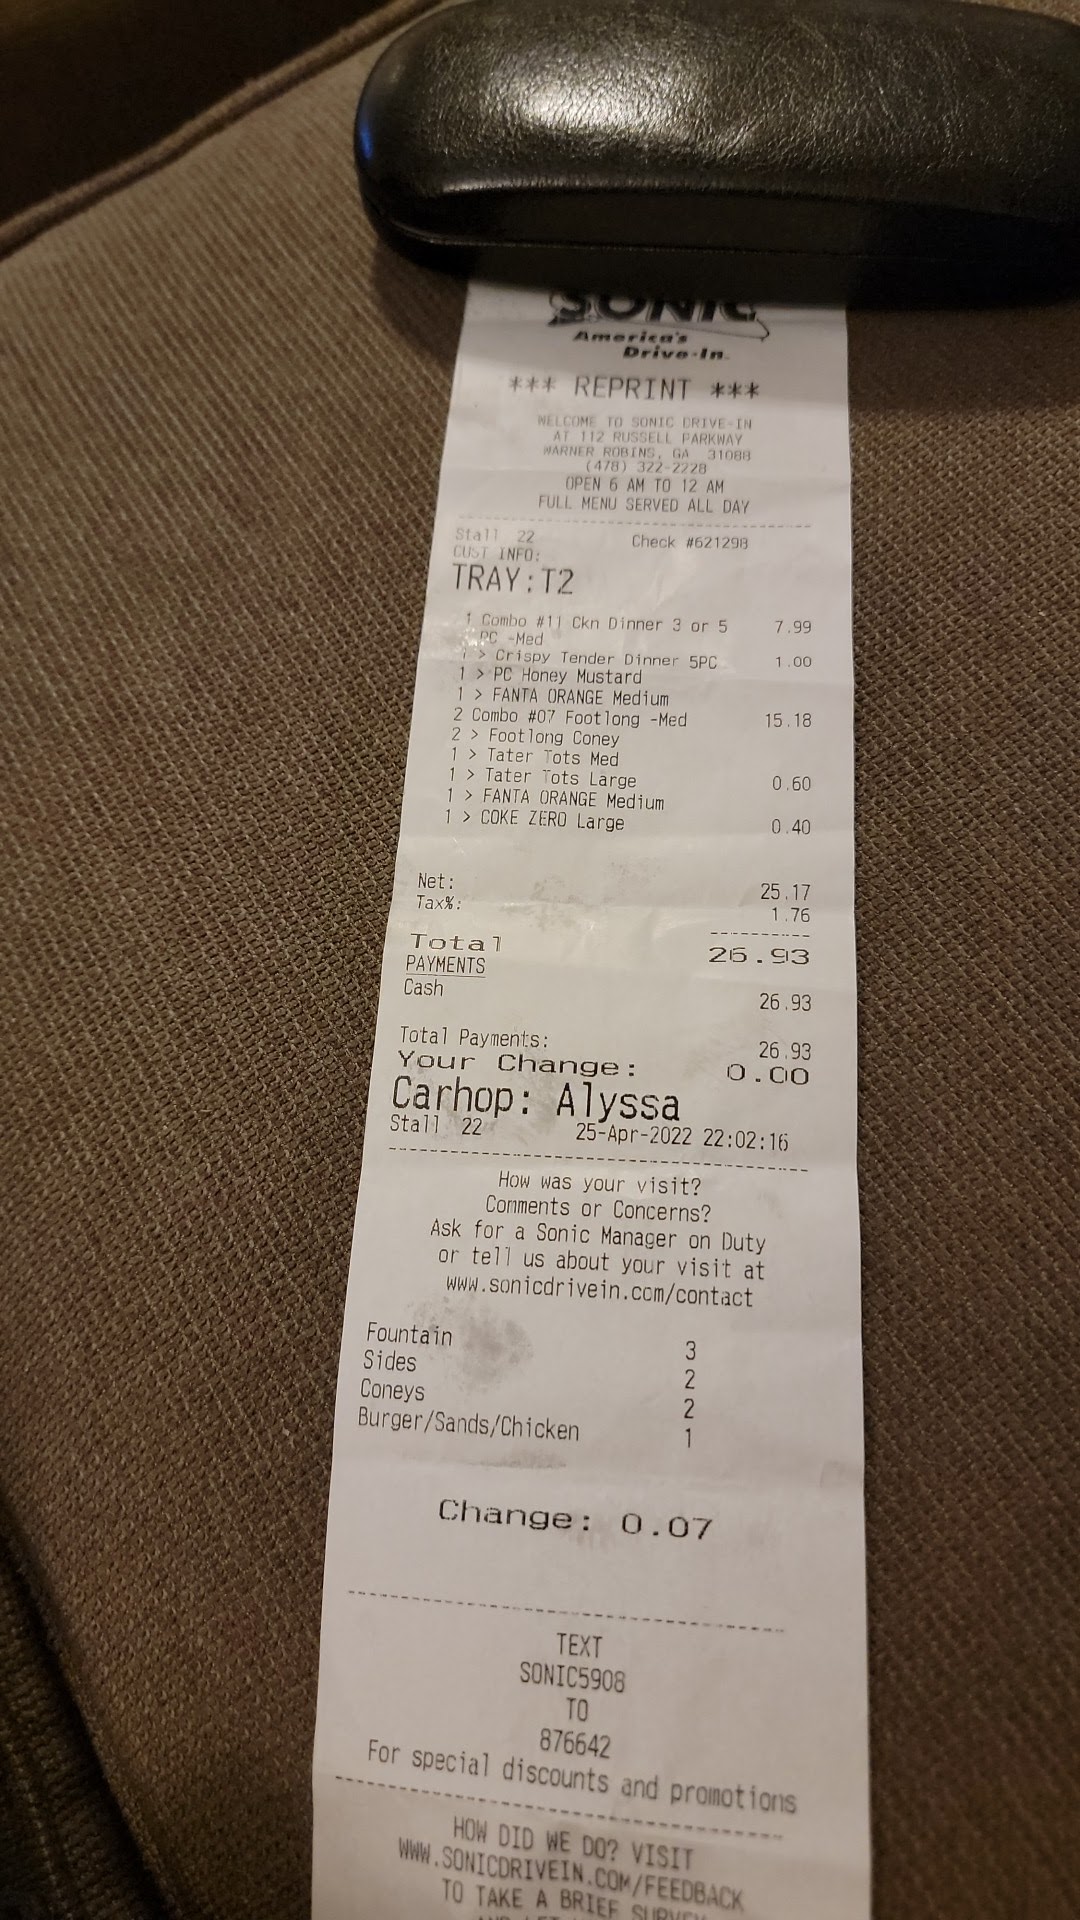 SONIC
America's
Drive-In.
*** REPRINT ***
WELCOME TO SONIC DRIVE-IN
AT 112 RUSSELL PARKWAY
WARNER ROBINS, GA 31088
(478) 322-2228
OPEN 6 AM TO 12 AM
FULL MENU SERVED ALL DAY
Stall 22 Check #621298
CUST INFO:
TRAY:T2
1 Combo #11 Ckn Dinner 3 or 5 7.99
PC -Med
1 > Crispy Tender Dinner 5PC 1.00
1 > PC Honey Mustard
1 > FANTA ORANGE Medium
2 Combo #07 Footlong -Med 15.18
2 > Footlong Coney
1 > Tater Tots Med
1 > Tater Tots Large 0.60
1 > FANTA ORANGE Medium
1 > COKE ZERO Large 0.40
Net: 25.17
Tax%: 1.76
Total 26.93
PAYMENTS
Cash 26.93
Total Payments: 26.93
Your Change: 0.00
Carhop: Alyssa
Stall 22 25-Apr-2022 22:02:16
How was your visit?
Comments or Concerns?
Ask for a Sonic Manager on Duty
or tell us about your visit at
www.sonicdrivein.com/contact
Fountain 3
Sides 2
Coneys 2
Burger/Sands/Chicken 1
Change: 0.07
TEXT
SONIC5908
TO
876642
For special discounts and promotions
HOW DID WE DO? VISIT
WWW.SONICDRIVEIN.COM/FEEDBACK
TO TAKE A BRIEF SURVEY